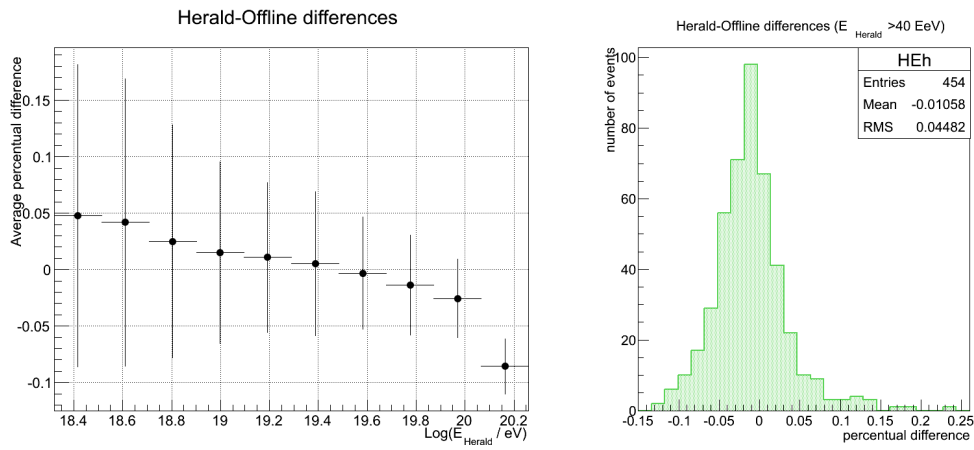 Herald-Offline differences
Average percentual difference
0.15
0.1
0.05
0
-0.05
-0.1
18.4 18.6 18.8 19 19.2 19.4 19.6 19.8 20 20.2
Log(E Herald / eV)
Herald-Offline differences (E Herald >40 EeV)
number of events
HEh
Entries 454
Mean -0.01058
RMS 0.04482
100
80
60
40
20
0
-0.15 -0.1 -0.05 0 0.05 0.1 0.15 0.2 0.25
percentual difference